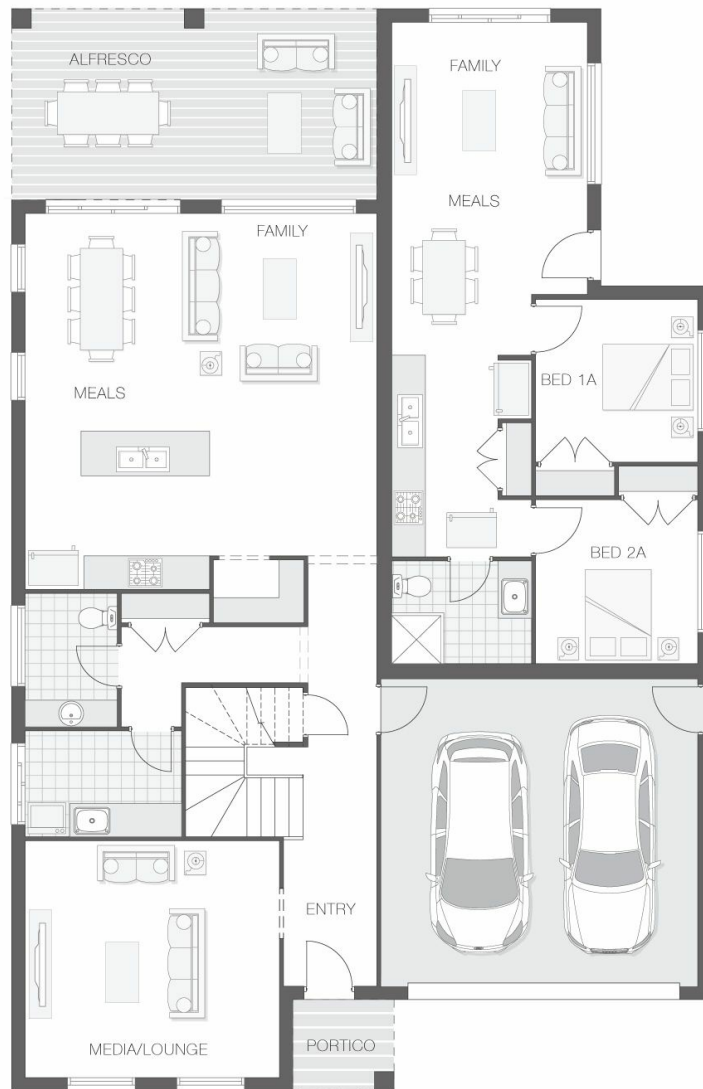 ALFRESCO
FAMILY
MEALS
FAMILY
MEALS
BED 1A
BED 2A
ENTRY
MEDIA/LOUNGE
PORTICO